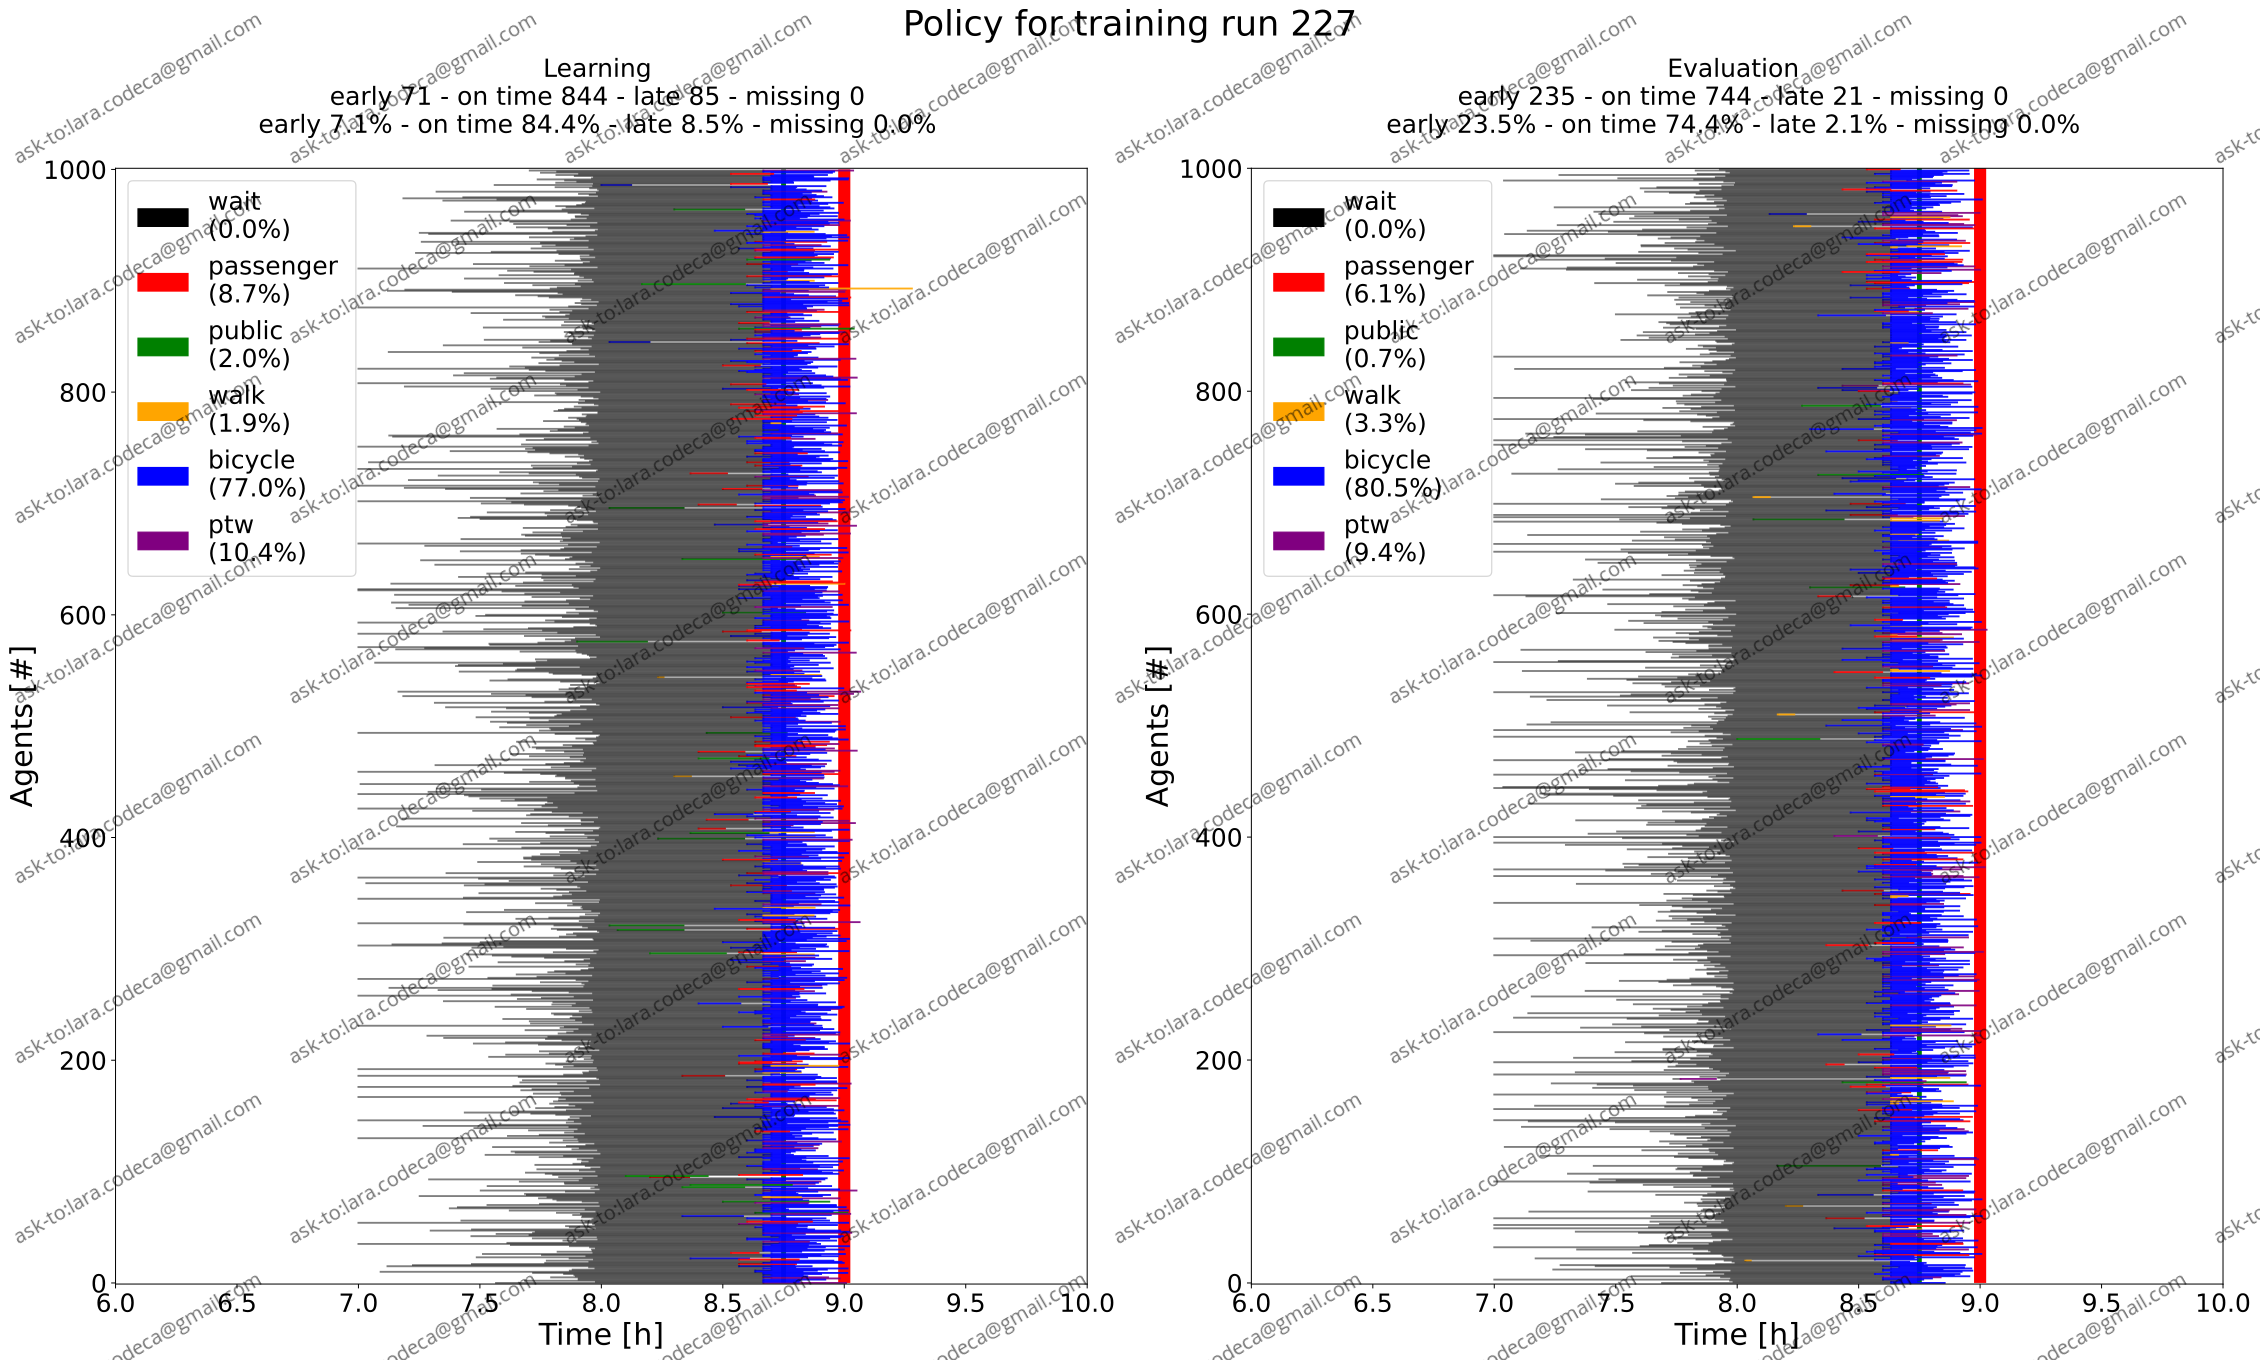 Policy for training run 227
Learning
early 71 - on time 844 - late 85 - missing 0
early 7.1% - on time 84.4% - late 8.5% - missing 0.0%
Evaluation
early 235 - on time 744 - late 21 - missing 0
early 23.5% - on time 74.4% - late 2.1% - missing 0.0%
wait
(0.0%)
passenger
(8.7%)
public
(2.0%)
walk
(1.9%)
bicycle
(77.0%)
ptw
(10.4%)
1000
800
600
400
200
0
Agents [#]
6.0 6.5 7.0 7.5 8.0 8.5 9.0 9.5 10.0
Time [h]
wait
(0.0%)
passenger
(6.1%)
public
(0.7%)
walk
(3.3%)
bicycle
(80.5%)
ptw
(9.4%)
1000
800
600
400
200
0
Agents [#]
6.0 6.5 7.0 7.5 8.0 8.5 9.0 9.5 10.0
Time [h]
ask-to:lara.codeca@gmail.com